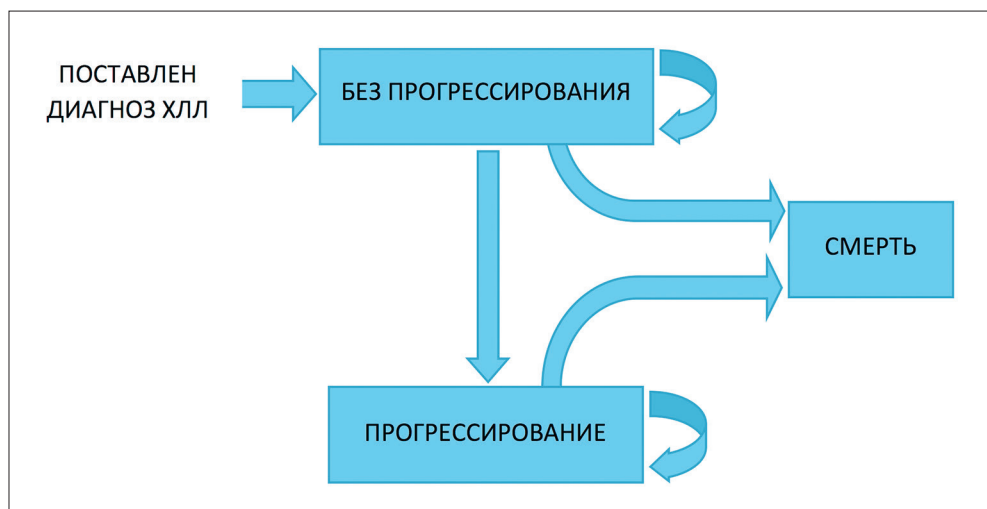 ПОСТАВЛЕН
ДИАГНОЗ ХЛЛ
БЕЗ ПРОГРЕССИРОВАНИЯ
СМЕРТЬ
ПРОГРЕССИРОВАНИЕ